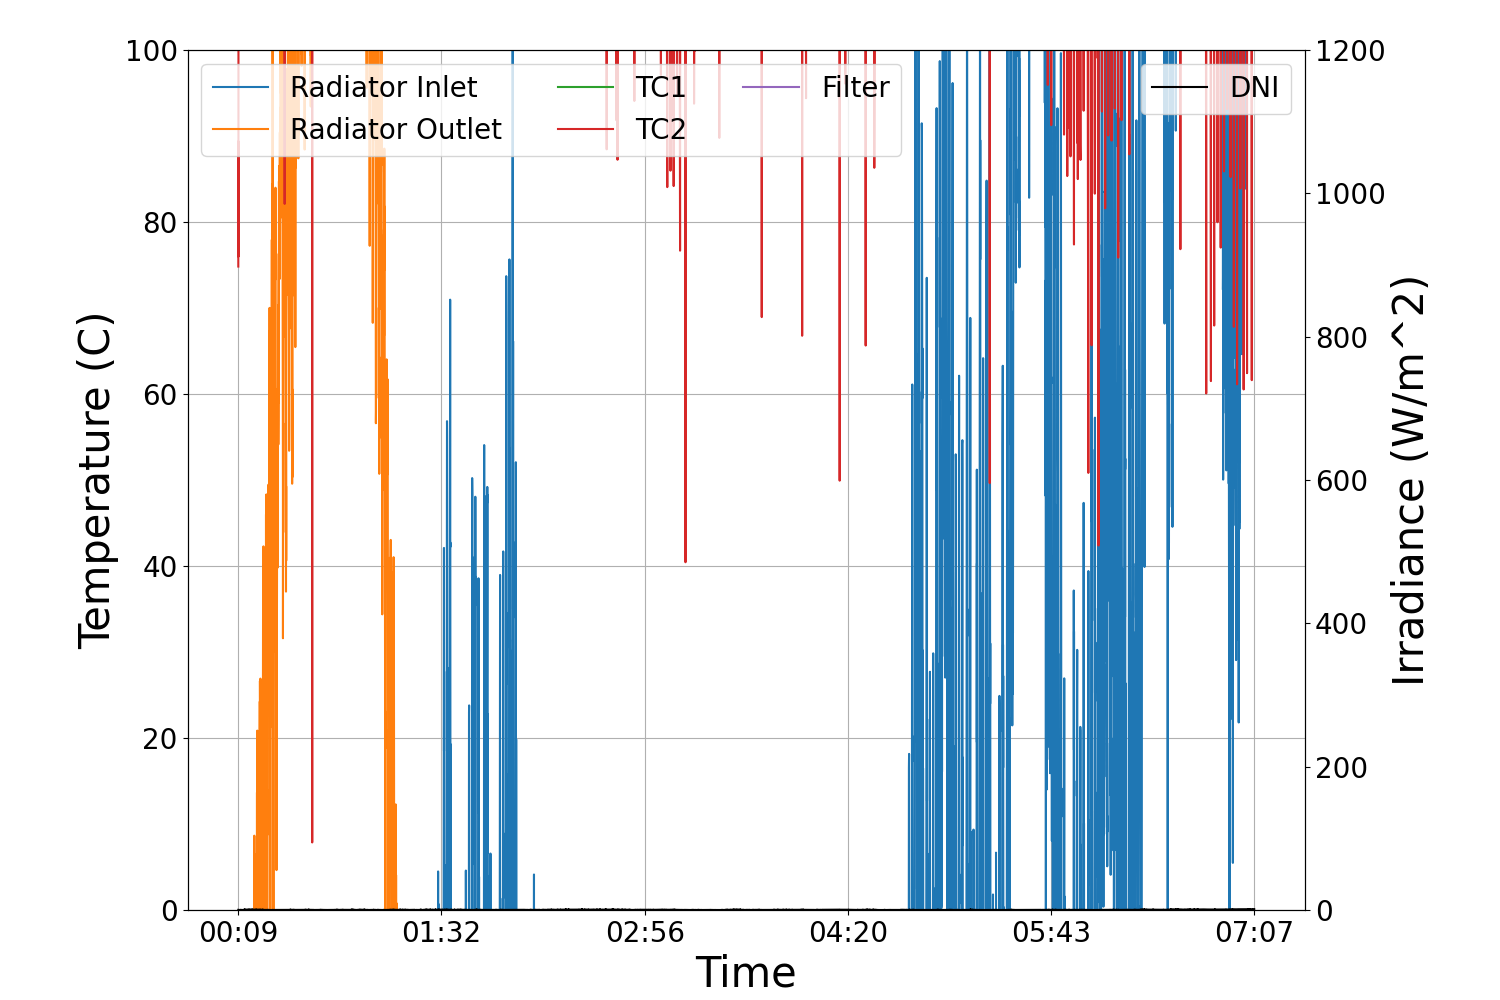 100
80
60
40
20
0
Temperature (C)
Radiator Inlet
Radiator Outlet
TC1
TC2
Filter
DNI
1200
1000
800
600
400
200
0
Irradiance (W/m^2)
00:09
01:32
02:56
04:20
05:43
07:07
Time